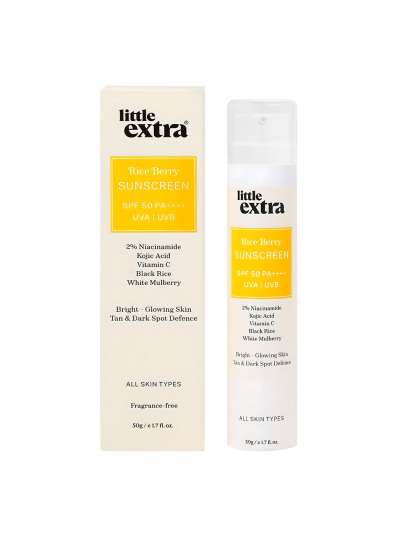 little
extra®
Rice Berry
SUNSCREEN
SPF 50 PA++++
UVA | UVB
2% Niacinamide
Kojic Acid
Vitamin C
Black Rice
White Mulberry
Bright - Glowing Skin
Tan & Dark Spot Defence
ALL SKIN TYPES
Fragrance-free
50g / e 1.7 fl. oz.
little
extra
Rice Berry
SUNSCREEN
SPF 50 PA++++
UVA | UVB
2% Niacinamide
Kojic Acid
Vitamin C
Black Rice
White Mulberry
Bright - Glowing Skin
Tan & Dark Spot Defence
ALL SKIN TYPES
50g / e 1.7 fl. oz.